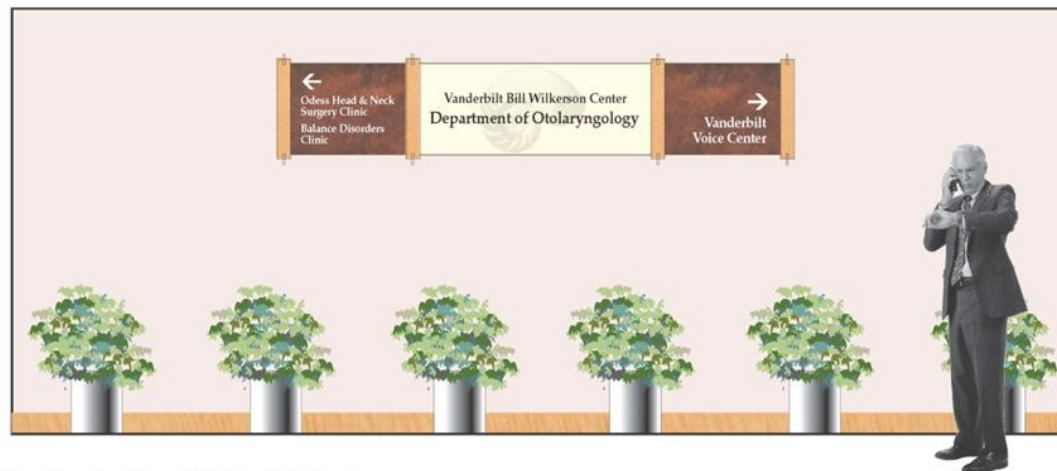 ←
Odess Head & Neck
Surgery Clinic
Balance Disorders
Clinic
Vanderbilt Bill Wilkerson Center
Department of Otolaryngology
→
Vanderbilt
Voice Center